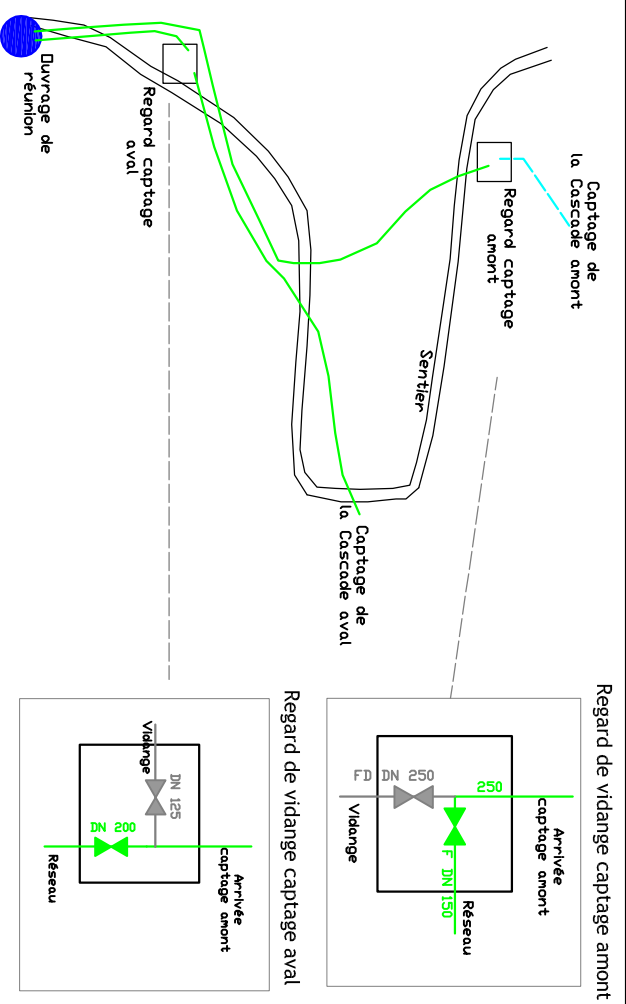 Captage de
la Cascade amont
Regard captage
amont
Sentier
Ouvrage de
réunion
Regard captage
aval
Captage de
la Cascade aval
Regard de vidange captage amont
Arrivée
captage amont
250
FD DN 250
Vidange
F DN 150
Réseau
Regard de vidange captage aval
Vidange
DN 125
DN 200
Arrivée
captage amont
Réseau